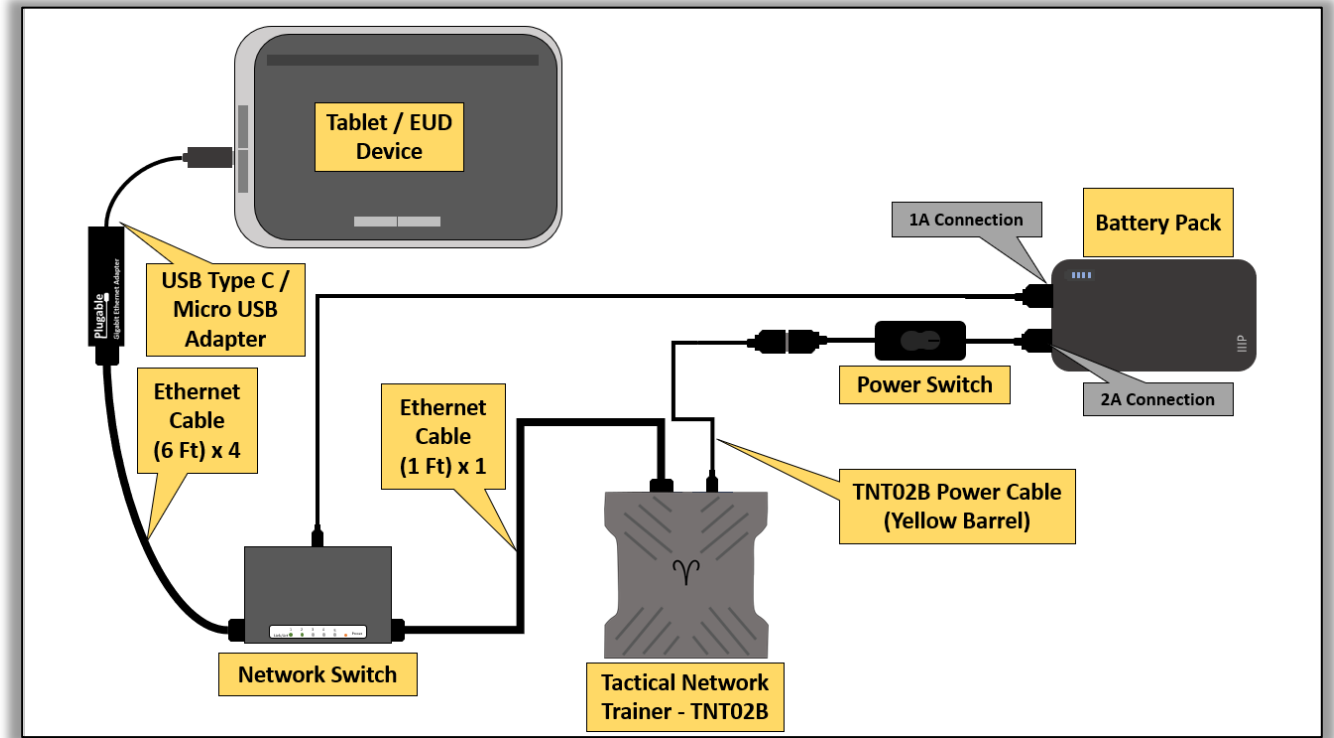 Tablet / EUD
Device
1A Connection
Battery Pack
USB Type C /
Micro USB
Adapter
Plugable
Gigabit Ethernet Adapter
Power Switch
2A Connection
Ethernet
Cable
(6 Ft) x 4
Ethernet
Cable
(1 Ft) x 1
TNT02B Power Cable
(Yellow Barrel)
Network Switch
Tactical Network
Trainer - TNT02B